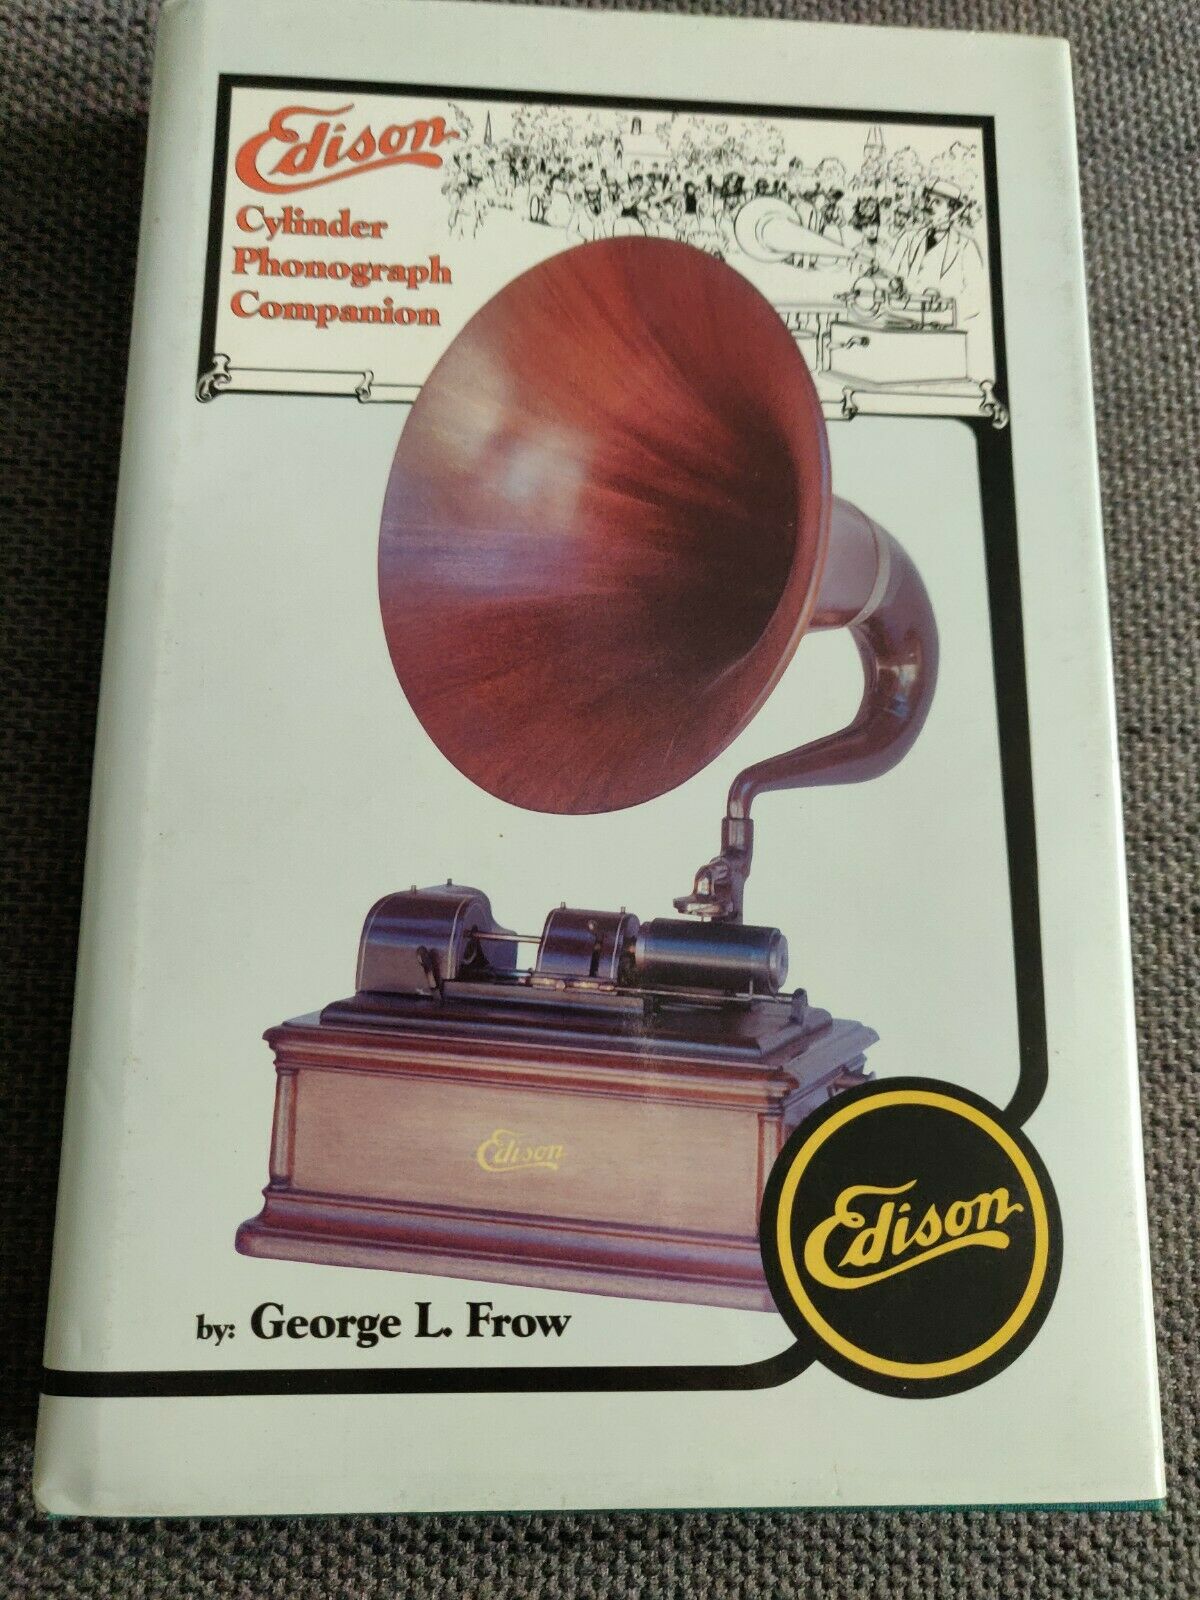 Edison
Cylinder
Phonograph
Companion
Edison
Edison
by: George L. Frow